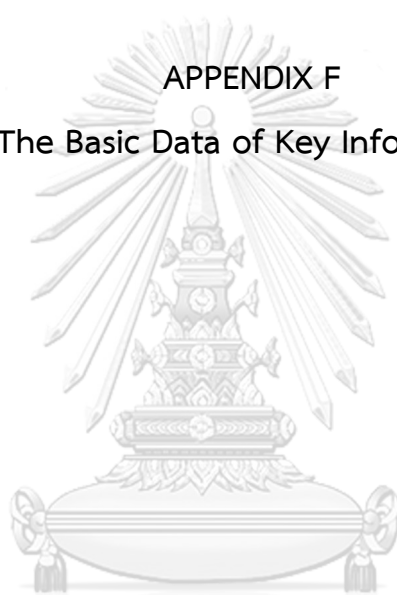 APPENDIX F
The Basic Data of Key Info